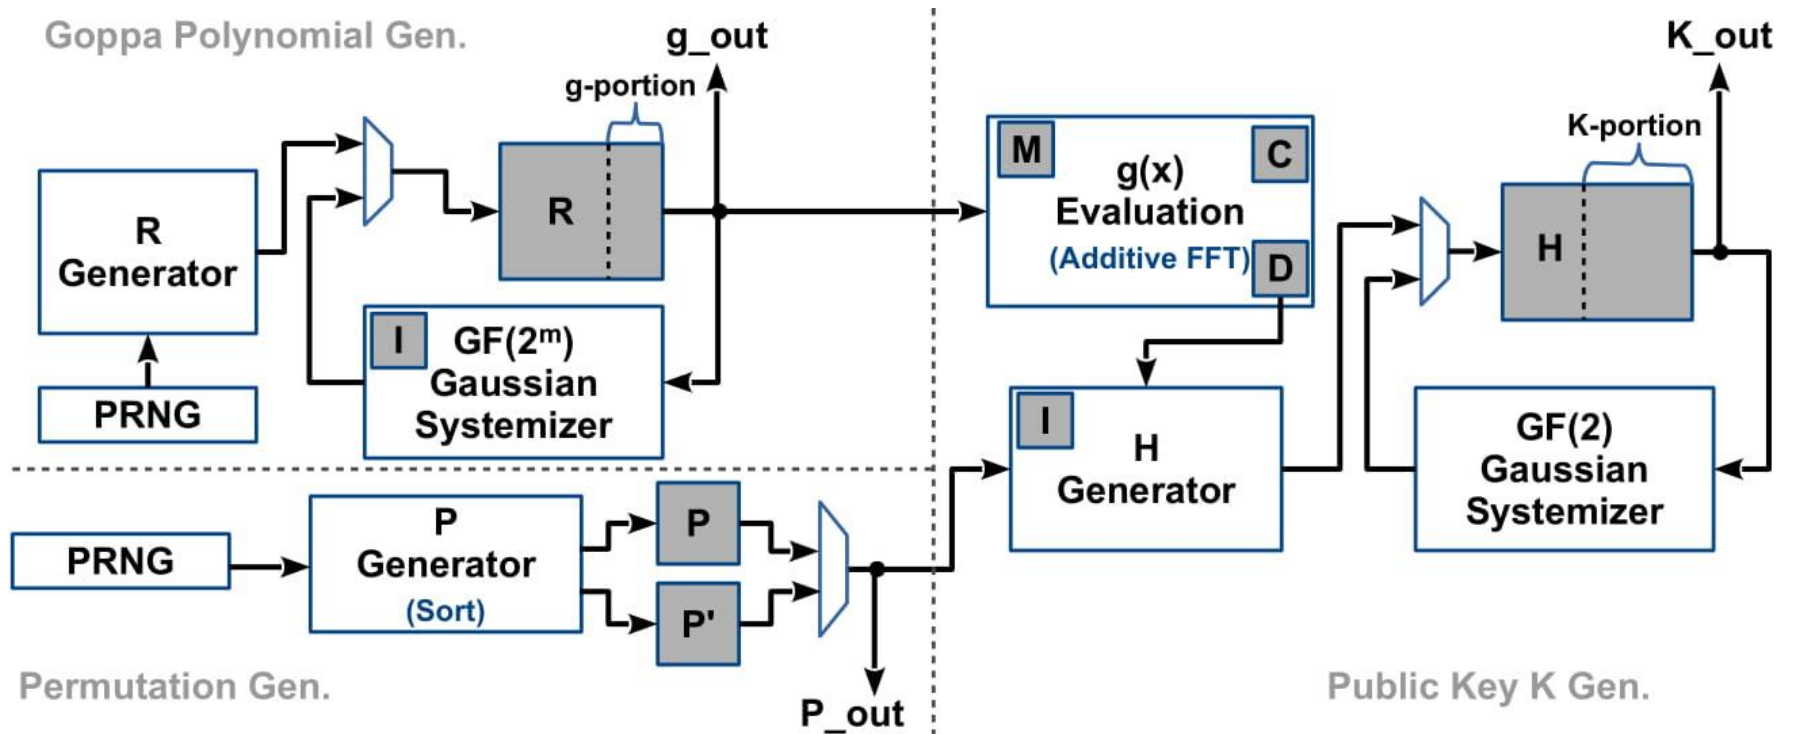 Goppa Polynomial Gen.
g_out
g-portion
R
Generator
PRNG
R
I
GF(2ᵐ)
Gaussian
Systemizer
PRNG
P
Generator
(Sort)
P
P'
P_out
Permutation Gen.
M
C
g(x)
Evaluation
(Additive FFT)
D
I
H
Generator
K_out
K-portion
H
GF(2)
Gaussian
Systemizer
Public Key K Gen.